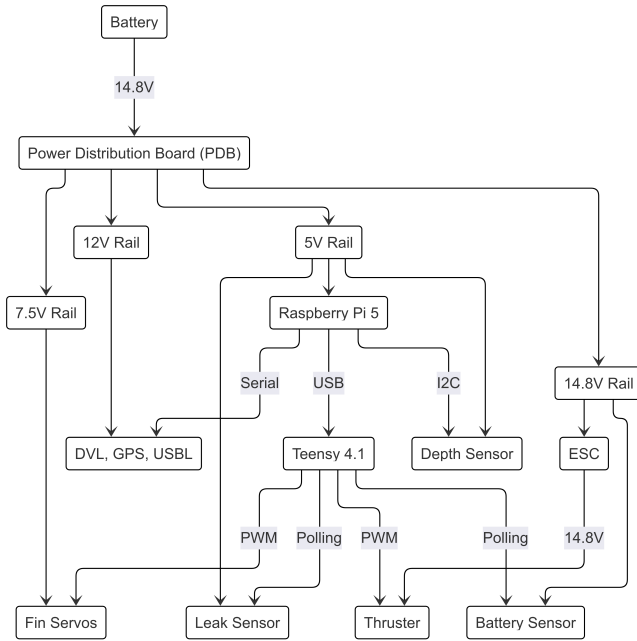 Battery
14.8V
Power Distribution Board (PDB)
12V Rail
5V Rail
7.5V Rail
Raspberry Pi 5
Serial
USB
I2C
14.8V Rail
DVL, GPS, USBL
Teensy 4.1
Depth Sensor
ESC
PWM
Polling
PWM
Polling
14.8V
Fin Servos
Leak Sensor
Thruster
Battery Sensor